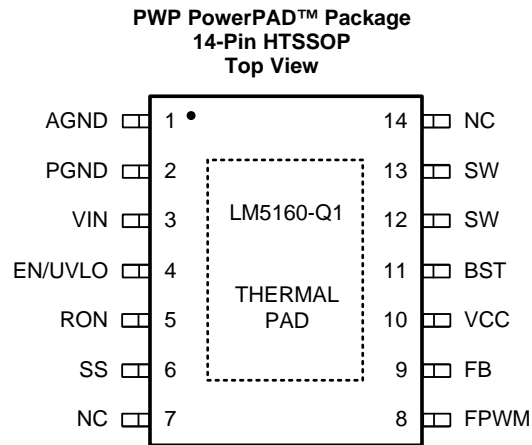 PWP PowerPAD™ Package
14-Pin HTSSOP
Top View
AGND 1 14 NC
PGND 2 13 SW
LM5160-Q1
VIN 3 12 SW
EN/UVLO 4 11 BST
THERMAL
PAD
RON 5 10 VCC
SS 6 9 FB
NC 7 8 FPWM